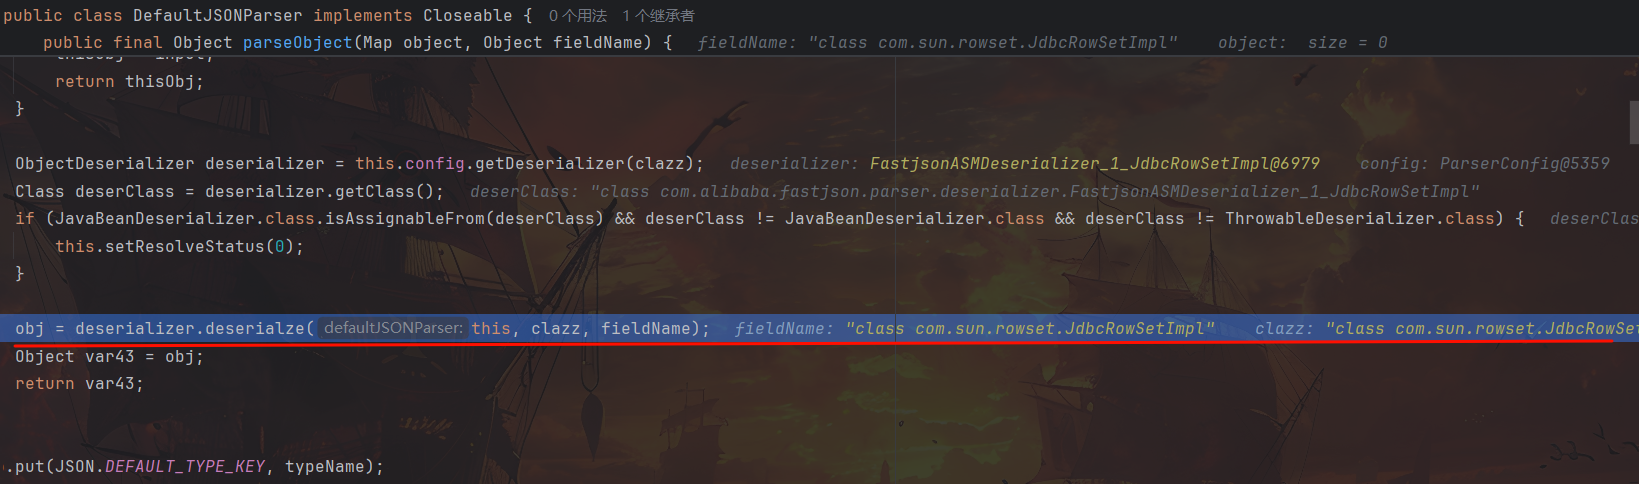 public class DefaultJSONParser implements Closeable {  0 个用法  1 个继承者
public final Object parseObject(Map object, Object fieldName) {  fieldName: "class com.sun.rowset.JdbcRowSetImpl"  object:  size = 0
return thisObj;
}
ObjectDeserializer deserializer = this.config.getDeserializer(clazz);  deserializer: FastjsonASMDeserializer_1_JdbcRowSetImpl@6979  config: ParserConfig@5359
Class deserClass = deserializer.getClass();  deserClass: "class com.alibaba.fastjson.parser.deserializer.FastjsonASMDeserializer_1_JdbcRowSetImpl"
if (JavaBeanDeserializer.class.isAssignableFrom(deserClass) && deserClass != JavaBeanDeserializer.class && deserClass != ThrowableDeserializer.class) {  deserClas
this.setResolveStatus(0);
}
obj = deserializer.deserialze( defaultJSONParser: this, clazz, fieldName);  fieldName: "class com.sun.rowset.JdbcRowSetImpl"  clazz: "class com.sun.rowset.JdbcRowSet
Object var43 = obj;
return var43;
.put(JSON.DEFAULT_TYPE_KEY, typeName);